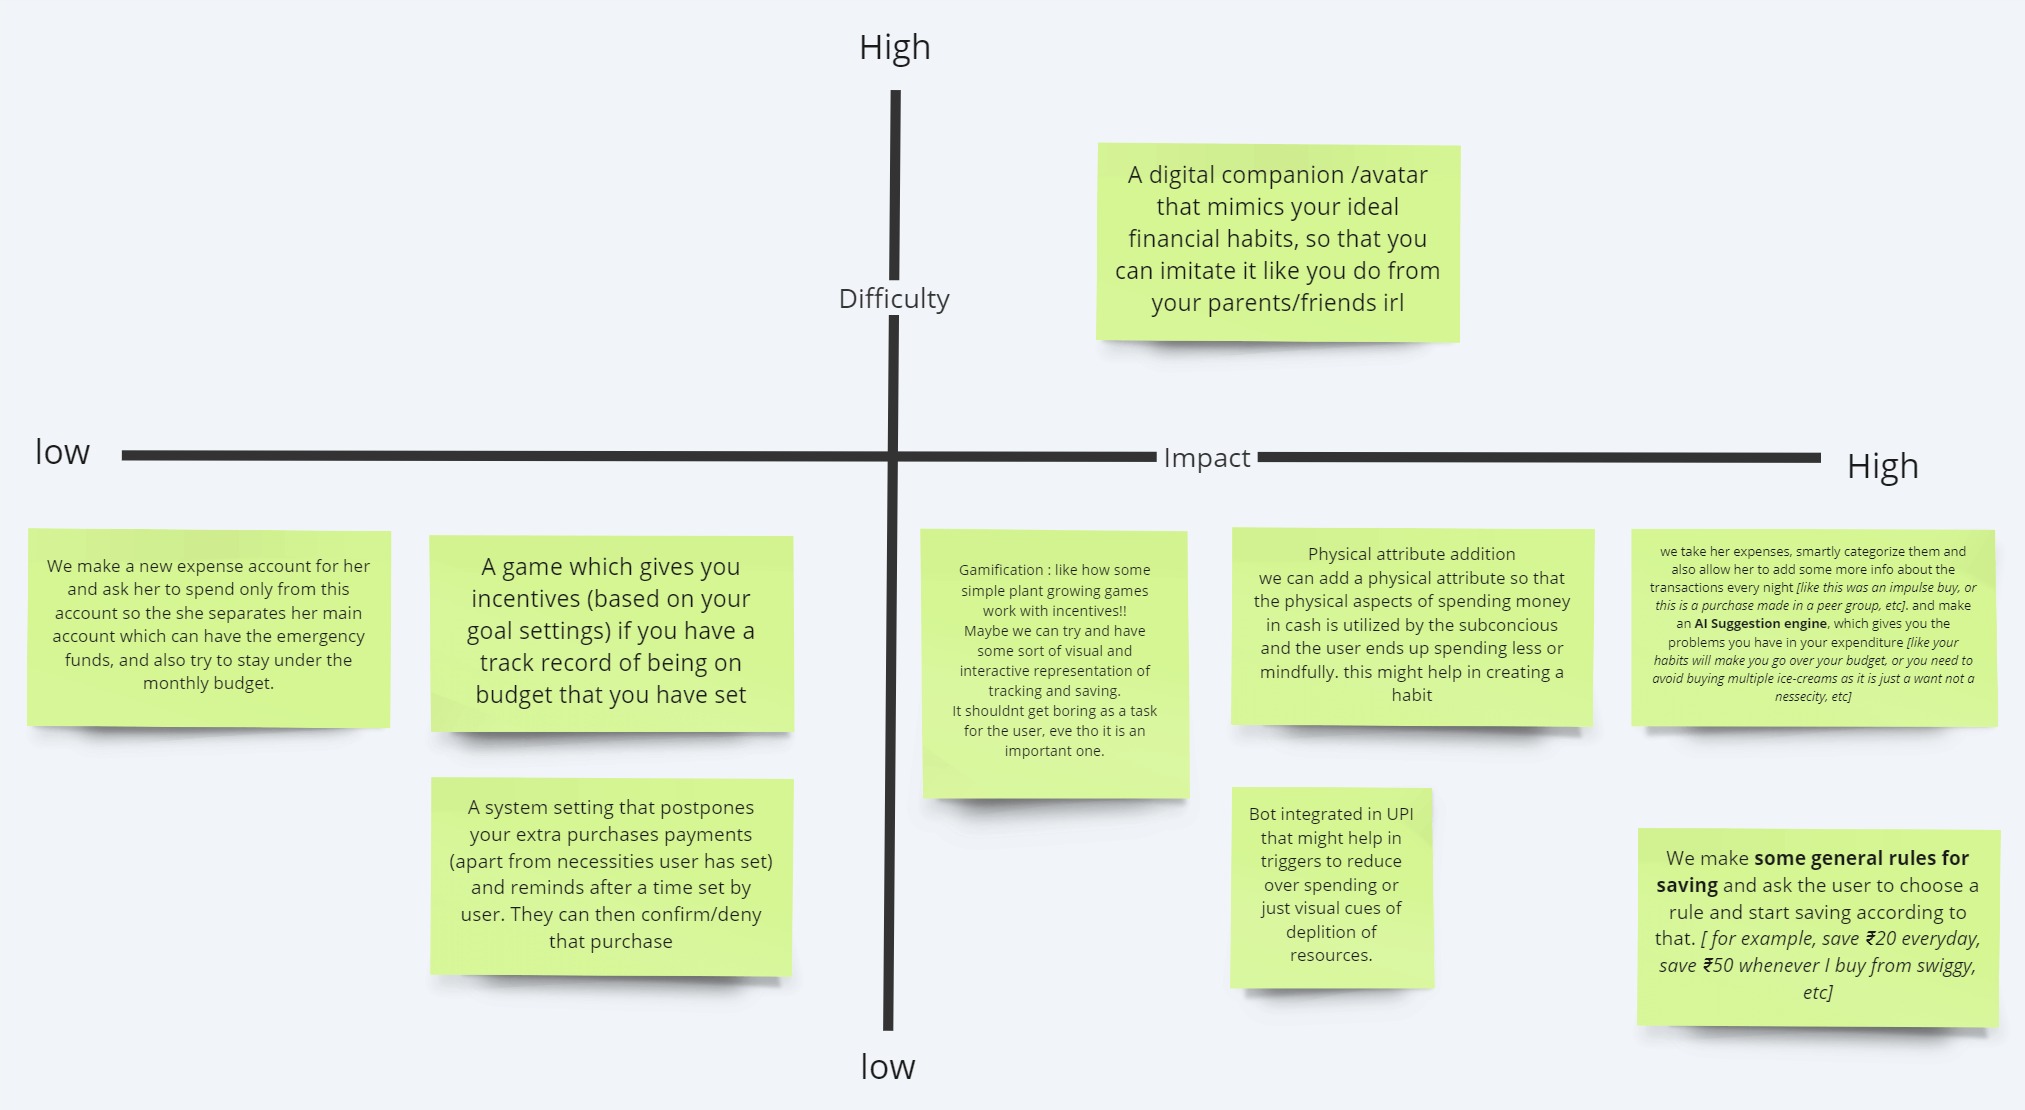 High
A digital companion /avatar
that mimics your ideal
financial habits, so that you
can imitate it like you do from
your parents/friends irl
Difficulty
low
Impact
High
We make a new expense account for her
and ask her to spend only from this
account so the she separates her main
account which can have the emergency
funds, and also try to stay under the
monthly budget.
A game which gives you
incentives (based on your
goal settings) if you have a
track record of being on
budget that you have set
Gamification : like how some
simple plant growing games
work with incentives!!
Maybe we can try and have
some sort of visual and
interactive representation of
tracking and saving.
It shouldnt get boring as a task
for the user, eve tho it is an
important one.
Physical attribute addition
we can add a physical attribute so that
the physical aspects of spending money
in cash is utilized by the subconcious
and the user ends up spending less or
mindfully. this might help in creating a
habit
we take her expenses, smartly categorize them and
also allow her to add some more info about the
transactions every night [like this was an impulse buy, or
this is a purchase made in a peer group, etc]. and make
an AI Suggestion engine, which gives you the
problems you have in your expenditure [like your
habits will make you go over your budget, or you need to
avoid buying multiple ice-creams as it is just a want not a
nessecity, etc]
A system setting that postpones
your extra purchases payments
(apart from necessities user has set)
and reminds after a time set by
user. They can then confirm/deny
that purchase
Bot integrated in UPI
that might help in
triggers to reduce
over spending or
just visual cues of
deplition of
resources.
We make some general rules for
saving and ask the user to choose a
rule and start saving according to
that. [ for example, save ₹20 everyday,
save ₹50 whenever I buy from swiggy,
etc]
low